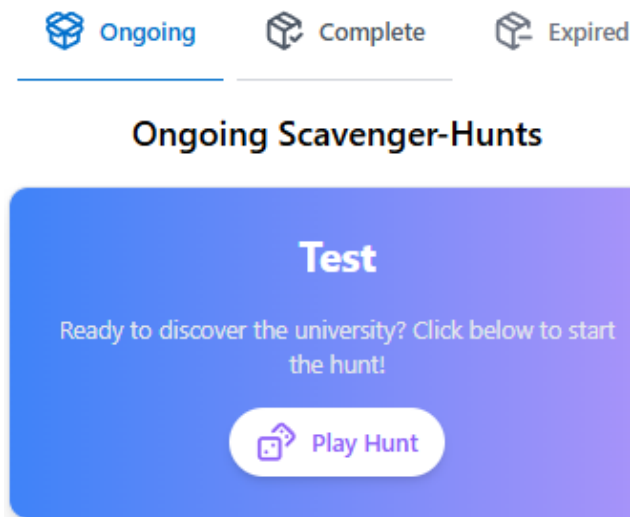 Ongoing Complete Expired
Ongoing Scavenger-Hunts
Test
Ready to discover the university? Click below to start
the hunt!
Play Hunt